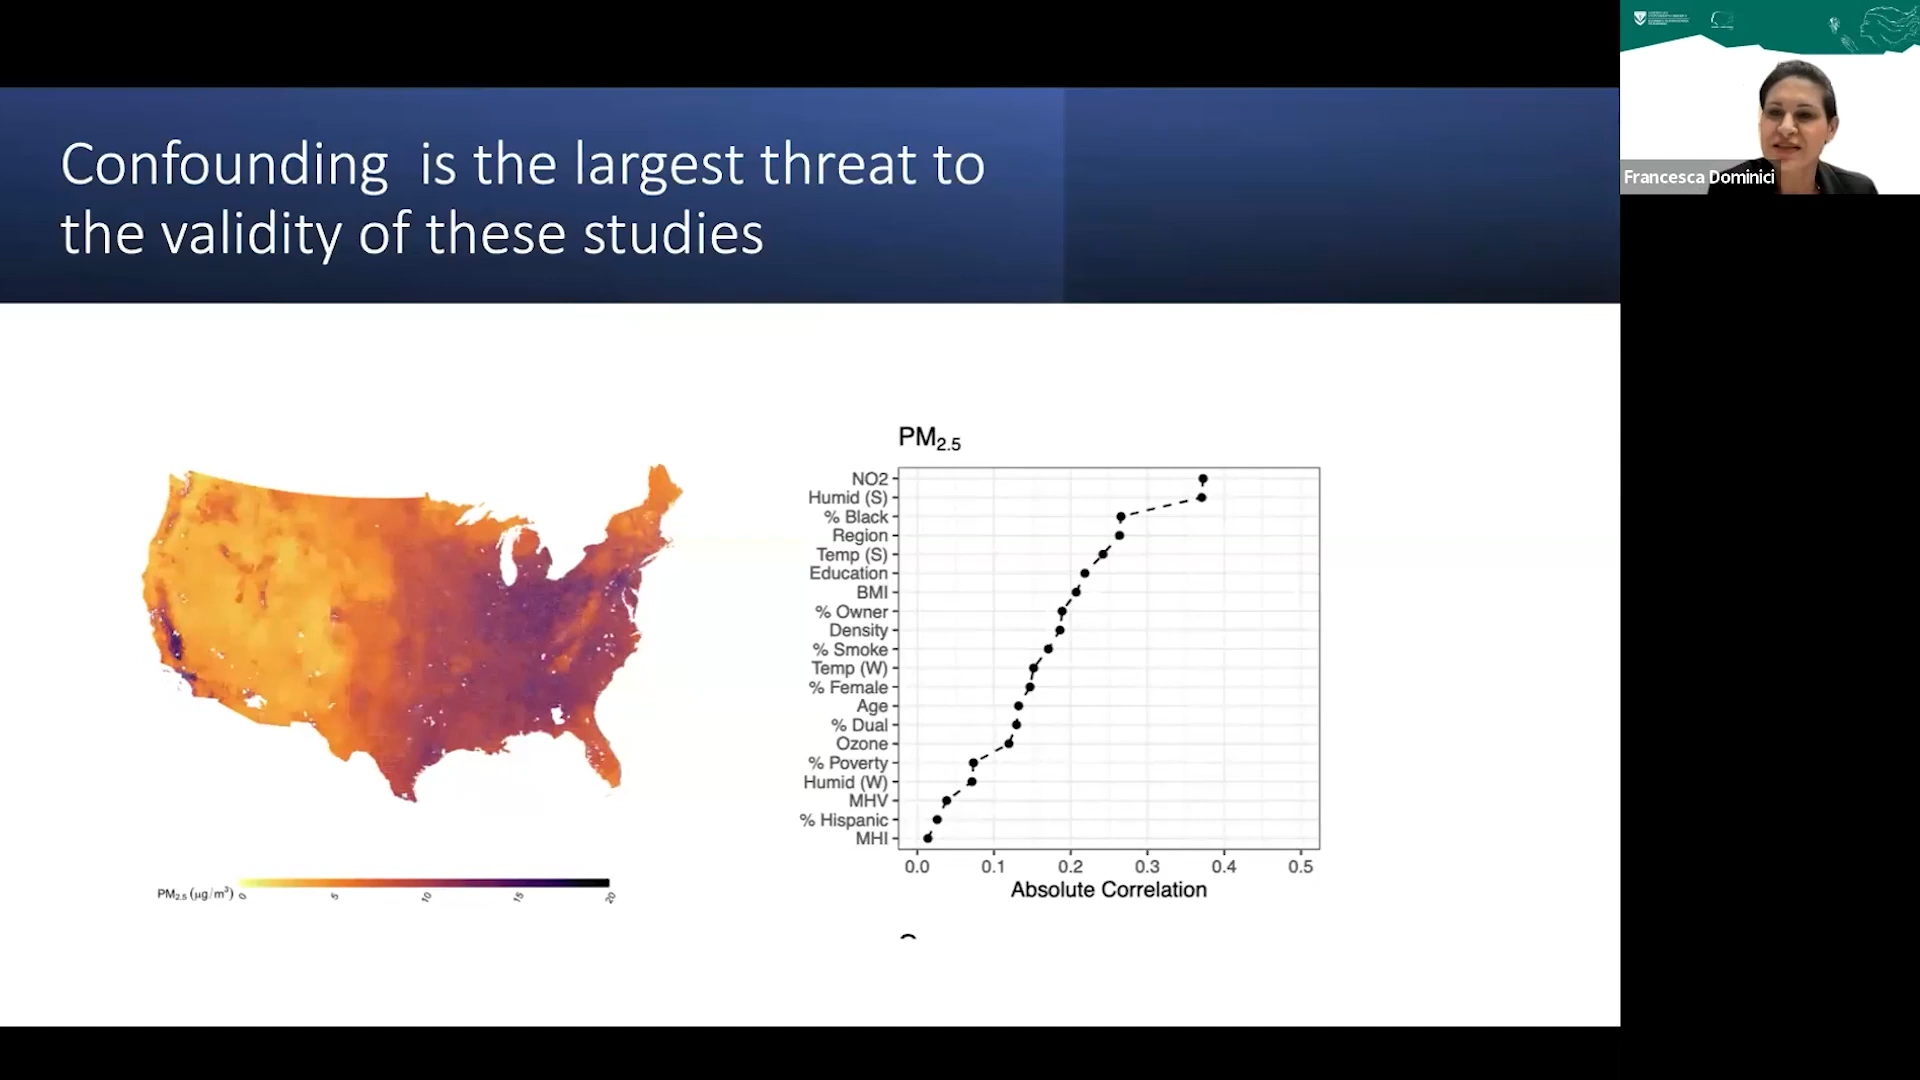 Confounding  is the largest threat to
the validity of these studies
Francesca Dominici
PM2.5
NO2
Humid (S)
% Black
Region
Temp (S)
Education
BMI
% Owner
Density
% Smoke
Temp (W)
% Female
Age
% Dual
Ozone
% Poverty
Humid (W)
MHV
% Hispanic
MHI
0.0 0.1 0.2 0.3 0.4 0.5
Absolute Correlation
PM2.5 (µg/m³) 0 5 10 15 20